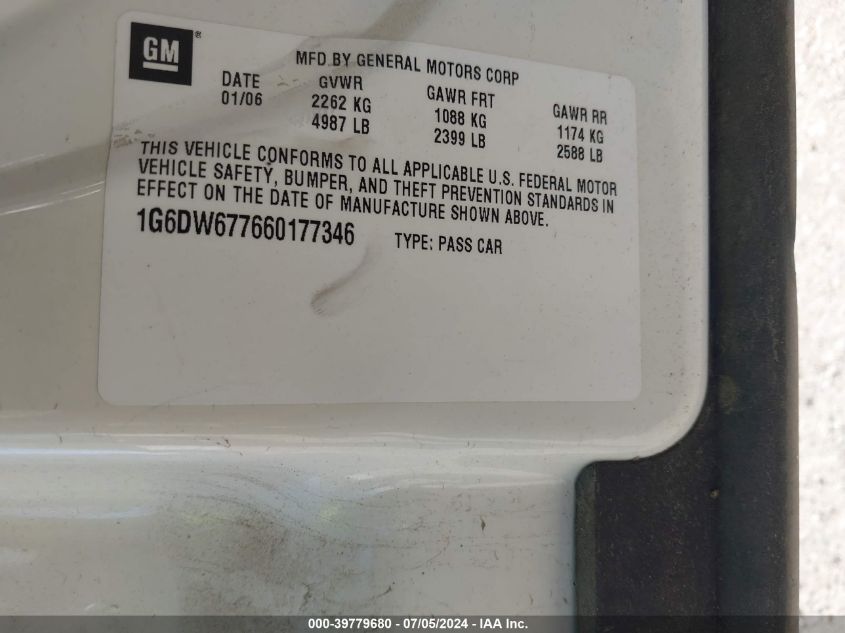 GM®
MFD BY GENERAL MOTORS CORP
DATE GVWR GAWR FRT GAWR RR
01/06 2262 KG 1088 KG 1174 KG
4987 LB 2399 LB 2588 LB
THIS VEHICLE CONFORMS TO ALL APPLICABLE U.S. FEDERAL MOTOR
VEHICLE SAFETY, BUMPER, AND THEFT PREVENTION STANDARDS IN
EFFECT ON THE DATE OF MANUFACTURE SHOWN ABOVE.
1G6DW677660177346 TYPE: PASS CAR
000-39779680 - 07/05/2024 - IAA Inc.